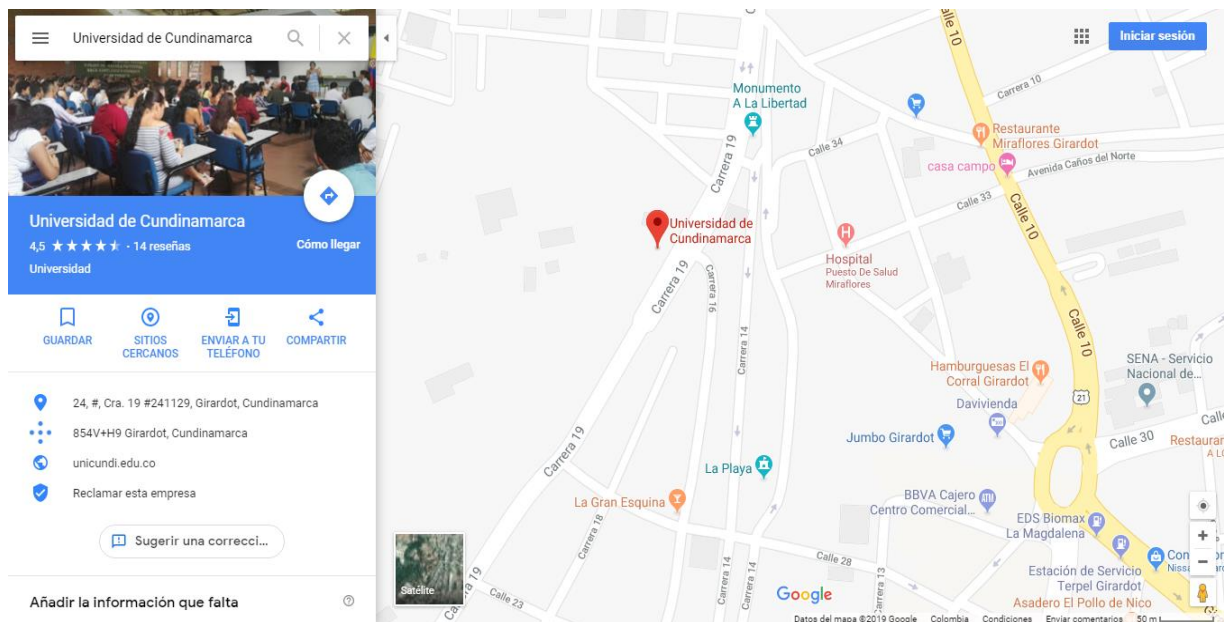 Universidad de Cundinamarca
Universidad de Cundinamarca
4,5
· 14 reseñas
Cómo llegar
Universidad
GUARDAR
SITIOS
CERCANOS
ENVIAR A TU
TELÉFONO
COMPARTIR
24, #, Cra. 19 #241129, Girardot, Cundinamarca
854V+H9 Girardot, Cundinamarca
unicundi.edu.co
Reclamar esta empresa
Sugerir una correcci...
Añadir la información que falta
Iniciar sesión
Calle 10
Carrera 10
Monumento
A La Libertad
Restaurante
Miraflores Girardot
Calle 34
casa campo
Avenida Caños del Norte
Carrera 19
Calle 33
Calle 10
Universidad de
Cundinamarca
Hospital
Puesto De Salud
Miraflores
Carrera 19
Carrera 16
Carrera 14
Calle 10
SENA - Servicio
Nacional de...
Hamburguesas El
Corral Girardot
21
Davivienda
Jumbo Girardot
Calle 30
Restaurar
Carrera 19
La Playa
La Gran Esquina
BBVA Cajero
Centro Comercial...
ATM
EDS Biomax
La Magdalena
Carrera 18
Calle 28
Estación de Servicio
Terpel Girardot
Asadero El Pollo de Nico
Carrera 14
Carrera 14
Carrera 13
Calle 23
Satélite
Google
Datos del mapa ©2019 Google
Colombia
Condiciones
Enviar comentarios
50 m